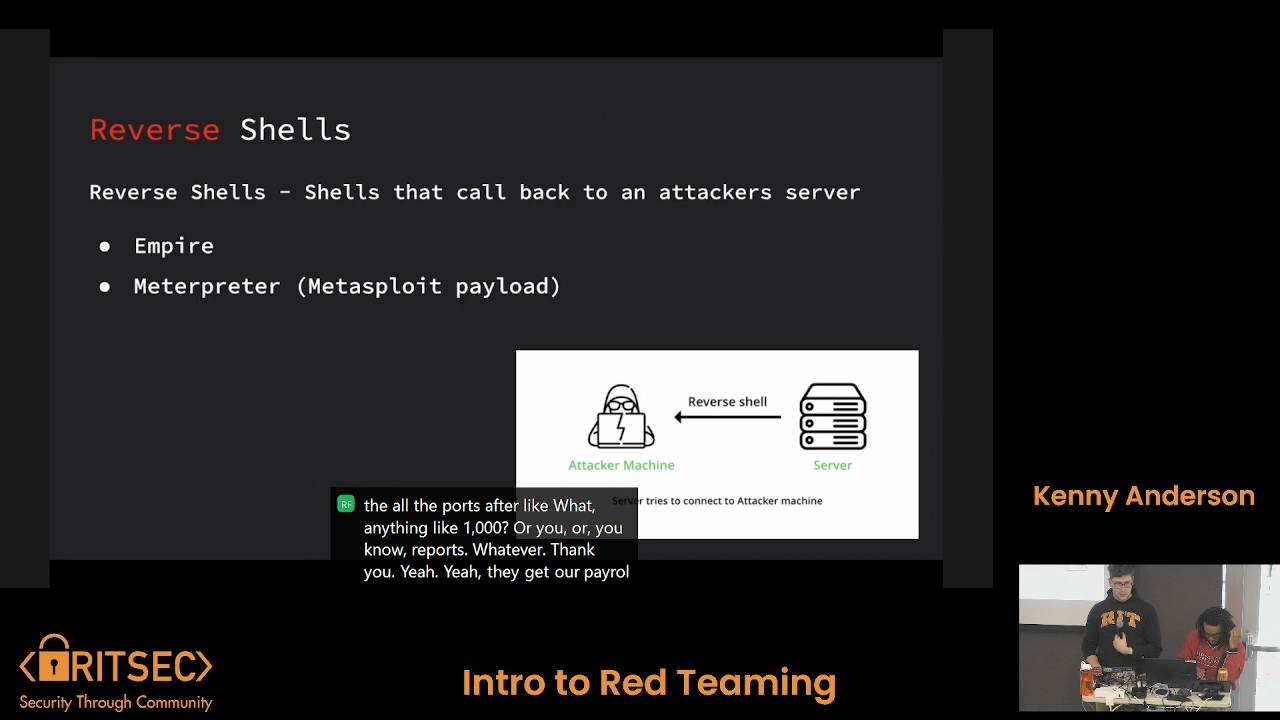 Reverse Shells
Reverse Shells - Shells that call back to an attackers server
● Empire
● Meterpreter (Metasploit payload)
Reverse shell
Attacker Machine
Server
Server tries to connect to Attacker machine
RF
the all the ports after like What,
anything like 1,000? Or you, or, you
know, reports. Whatever. Thank
you. Yeah. Yeah, they get our payrol
Kenny Anderson
RIT
RITSEC
Security Through Community
Intro to Red Teaming